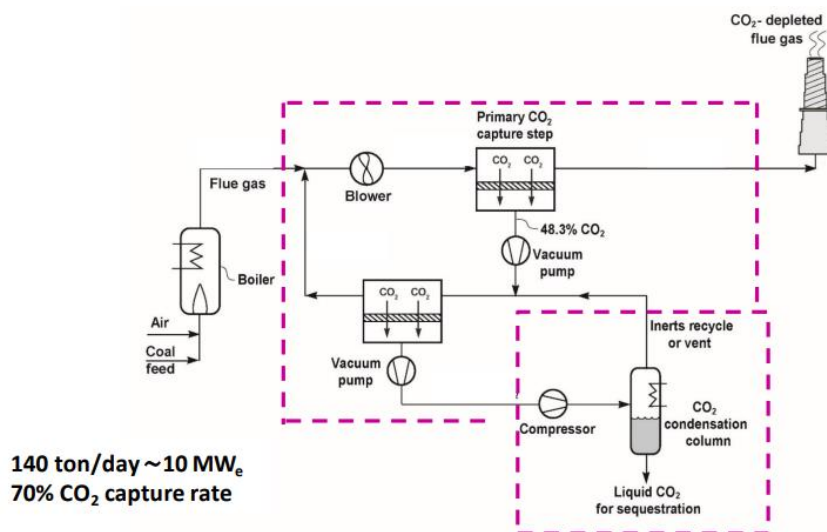 CO₂- depleted
flue gas
Primary CO₂
capture step
CO₂ CO₂
Flue gas
Blower
48.3% CO₂
Vacuum
pump
Boiler
CO₂ CO₂
Air
Coal
feed
Vacuum
pump
Inerts recycle
or vent
Compressor
CO₂
condensation
column
Liquid CO₂
for sequestration
140 ton/day ~10 MWₑ
70% CO₂ capture rate